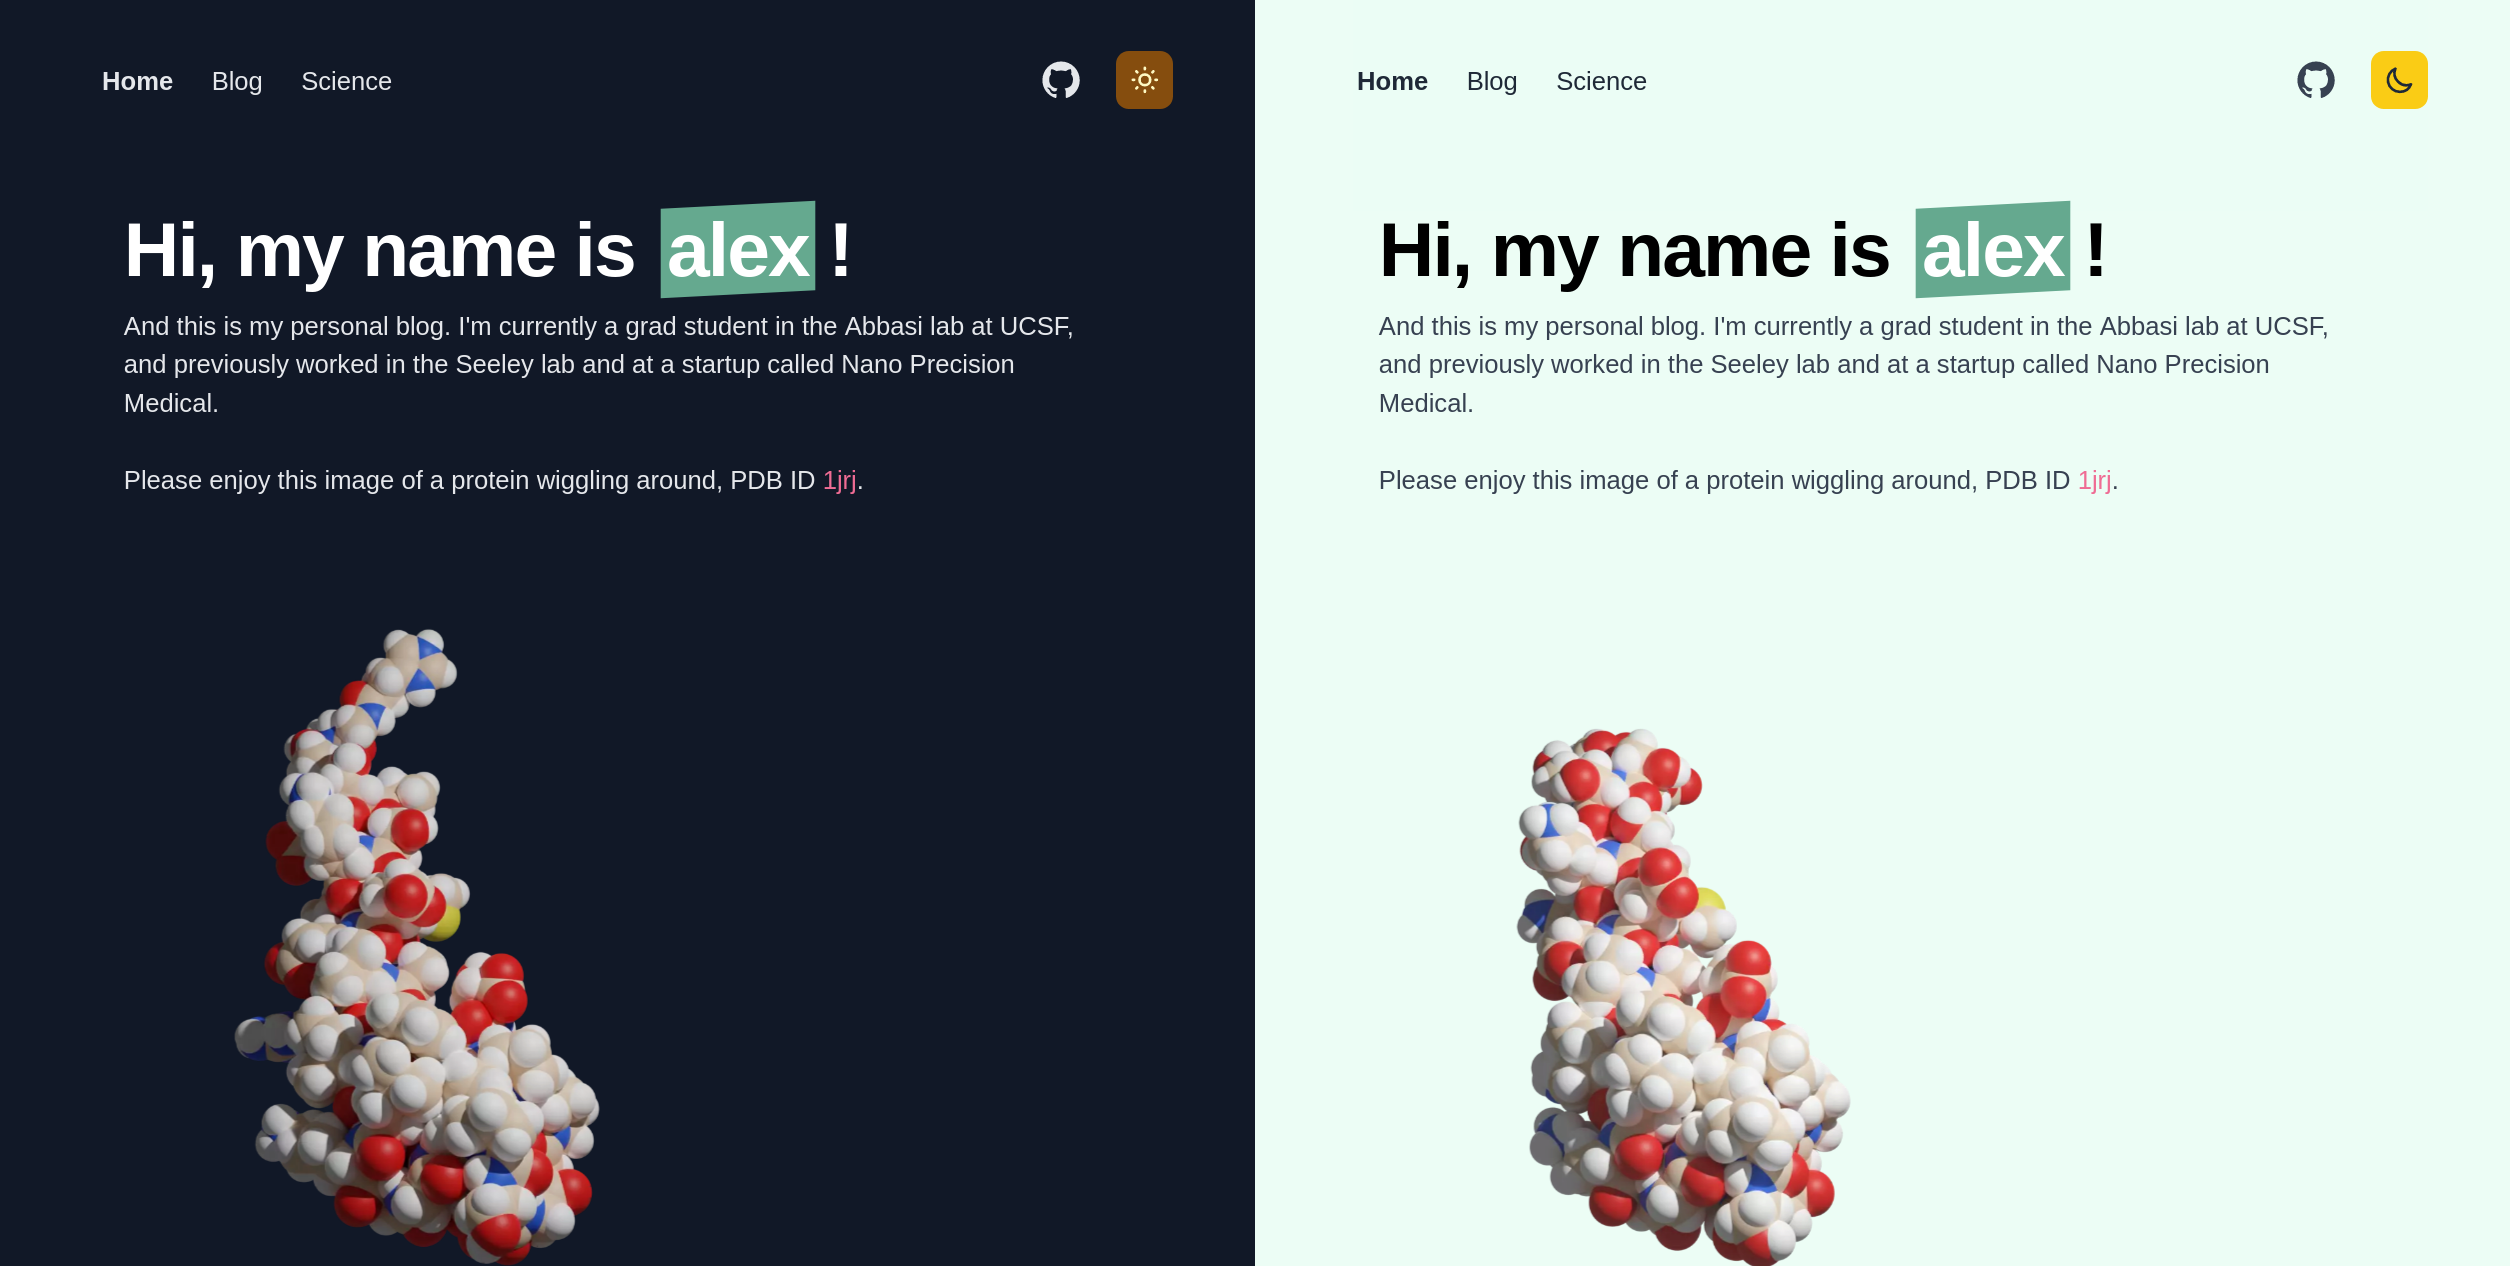 Home Blog Science
Hi, my name is alex !
And this is my personal blog. I'm currently a grad student in the Abbasi lab at UCSF,
and previously worked in the Seeley lab and at a startup called Nano Precision
Medical.
Please enjoy this image of a protein wiggling around, PDB ID 1jrj.
Home Blog Science
Hi, my name is alex !
And this is my personal blog. I'm currently a grad student in the Abbasi lab at UCSF,
and previously worked in the Seeley lab and at a startup called Nano Precision
Medical.
Please enjoy this image of a protein wiggling around, PDB ID 1jrj.